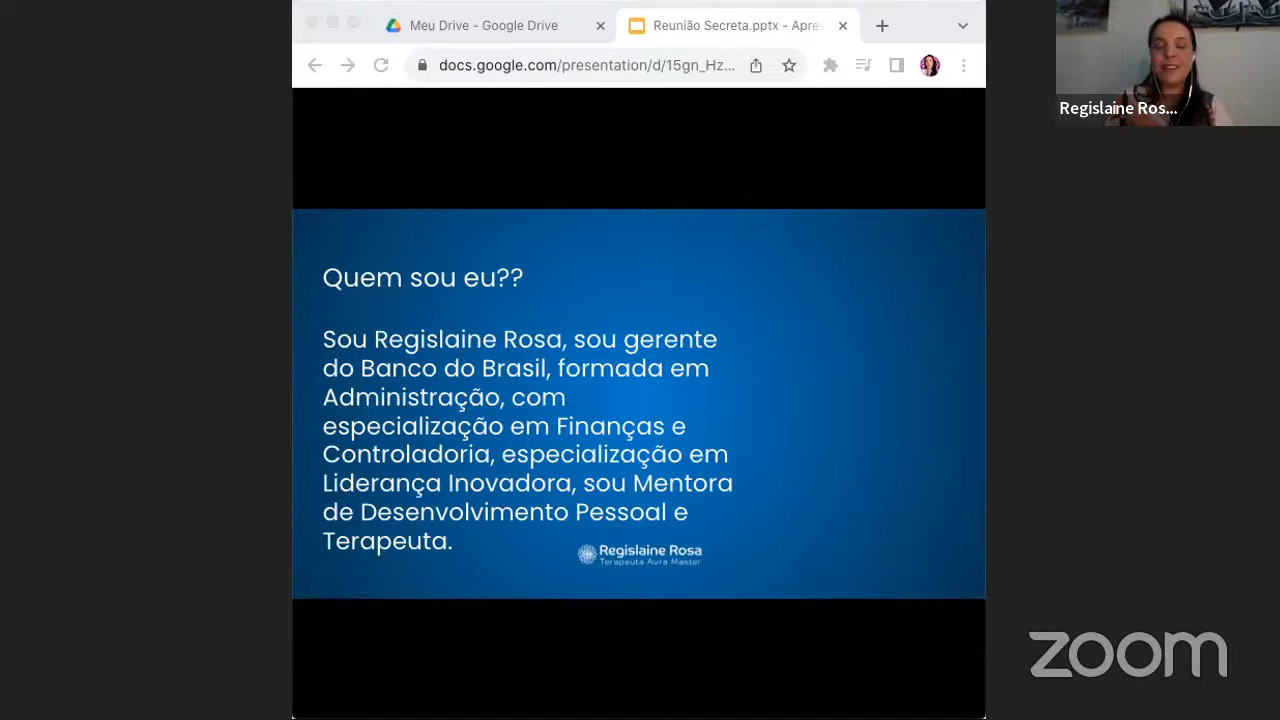 Meu Drive - Google Drive
Reunião Secreta.pptx - Apres
docs.google.com/presentation/d/15gn_Hz...
Regislaine Ros...
Quem sou eu??
Sou Regislaine Rosa, sou gerente
do Banco do Brasil, formada em
Administração, com
especialização em Finanças e
Controladoria, especialização em
Liderança Inovadora, sou Mentora
de Desenvolvimento Pessoal e
Terapeuta.
Regislaine Rosa
Terapeuta Aura Master
zoom